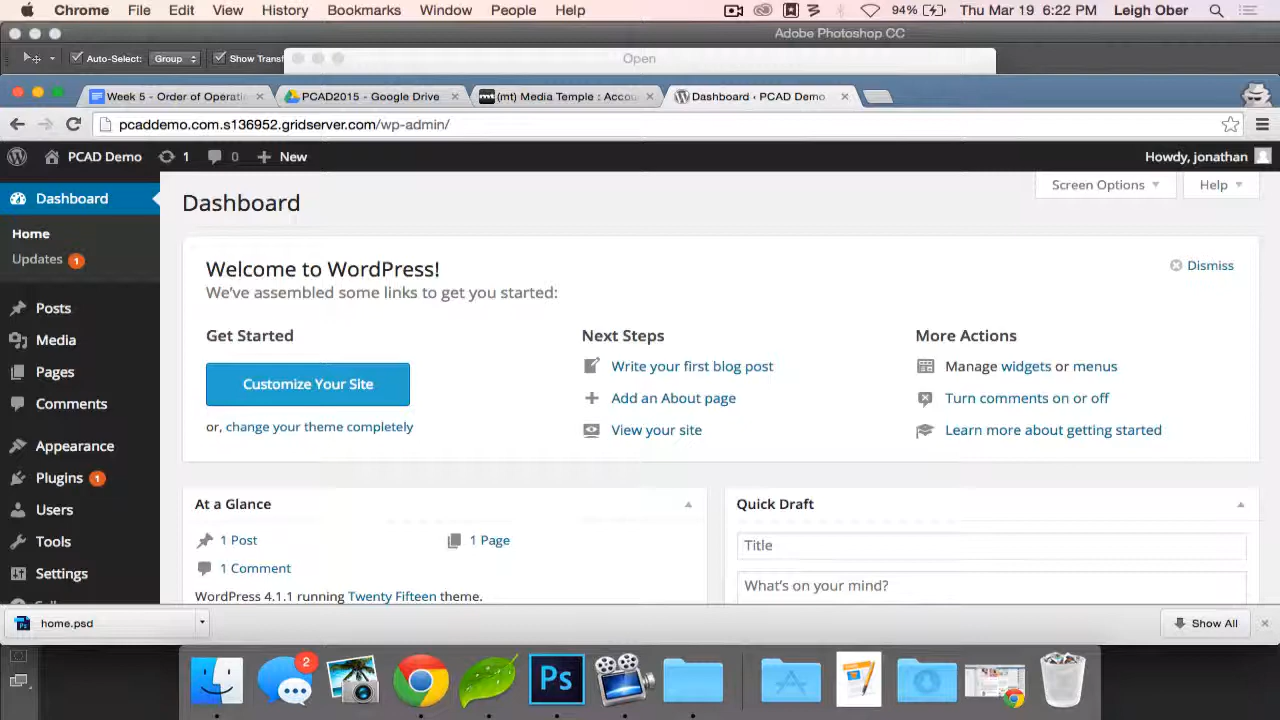 Chrome File Edit View History Bookmarks Window People Help 94% Thu Mar 19 6:22 PM Leigh Ober
Adobe Photoshop CC
Auto-Select: Group Show Transf
Open
Week 5 - Order of Operati PCAD2015 - Google Drive (mt) Media Temple : Accou Dashboard ‹ PCAD Demo
pcaddemo.com.s136952.gridserver.com/wp-admin/
PCAD Demo 1 0 New Howdy, jonathan
Dashboard
Home
Updates 1
Posts
Media
Pages
Comments
Appearance
Plugins 1
Users
Tools
Settings
Dashboard
Screen Options Help
Welcome to WordPress!
Dismiss
We've assembled some links to get you started:
Get Started
Customize Your Site
or, change your theme completely
Next Steps
Write your first blog post
Add an About page
View your site
More Actions
Manage widgets or menus
Turn comments on or off
Learn more about getting started
At a Glance
1 Post 1 Page
1 Comment
WordPress 4.1.1 running Twenty Fifteen theme.
Quick Draft
Title
What's on your mind?
home.psd Show All
2
Ps